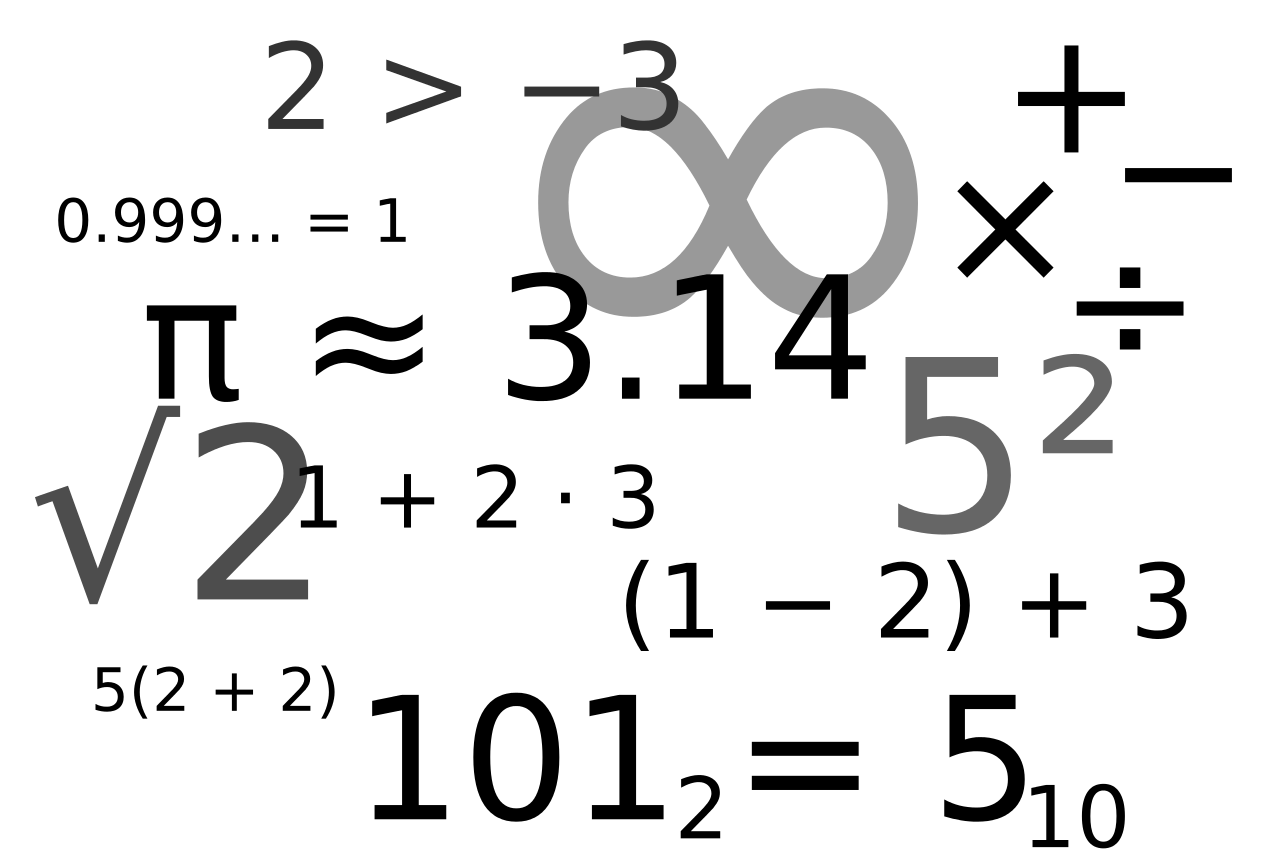 2 > −3
∞
+
−
×
÷
0.999... = 1
π ≈ 3.14
5²
√2
1 + 2 · 3
(1 − 2) + 3
5(2 + 2)
101₂ = 5₁₀